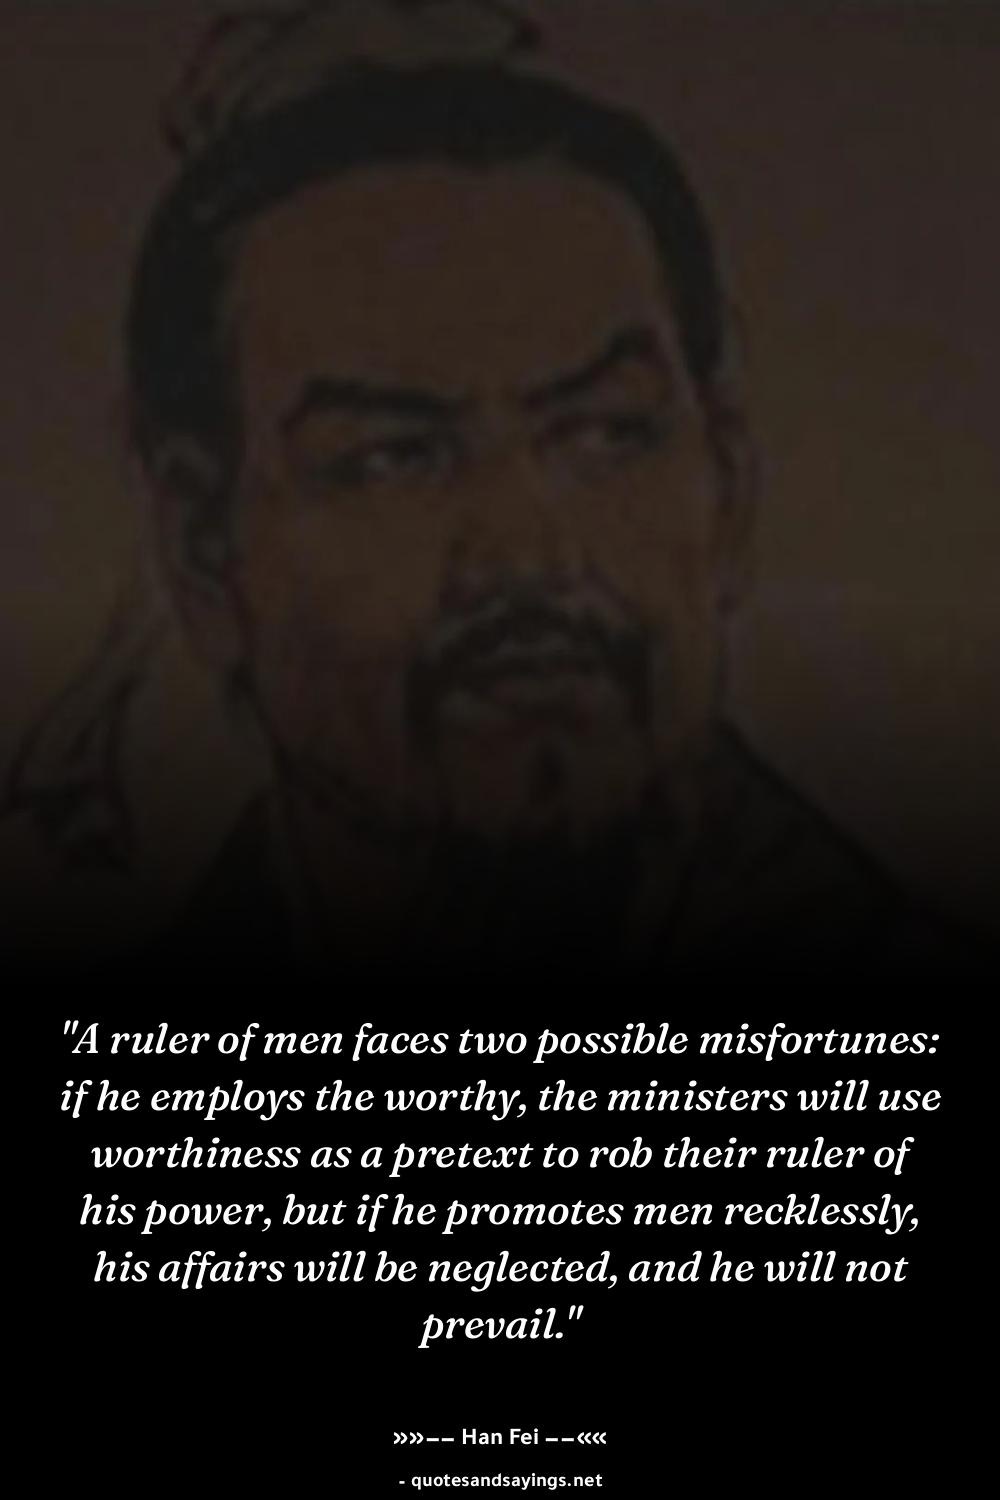 "A ruler of men faces two possible misfortunes:
if he employs the worthy, the ministers will use
worthiness as a pretext to rob their ruler of
his power, but if he promotes men recklessly,
his affairs will be neglected, and he will not
prevail."
»»–– Han Fei ––««
- quotesandsayings.net